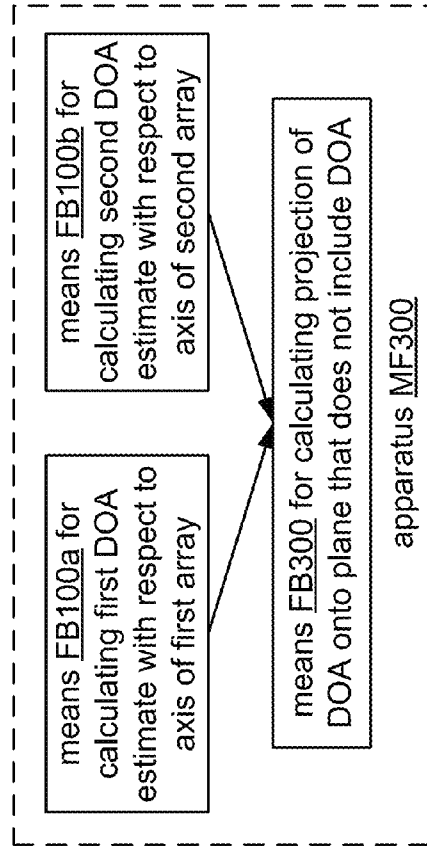 means FB100a for
calculating first DOA
estimate with respect to
axis of first array
means FB100b for
calculating second DOA
estimate with respect to
axis of second array
means FB300 for calculating projection of
DOA onto plane that does not include DOA
apparatus MF300